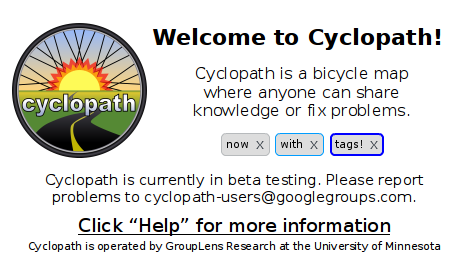 Welcome to Cyclopath!
cyclopath
Cyclopath is a bicycle map
where anyone can share
knowledge or fix problems.
now X with X tags! X
Cyclopath is currently in beta testing. Please report
problems to cyclopath-users@googlegroups.com.
Click “Help” for more information
Cyclopath is operated by GroupLens Research at the University of Minnesota